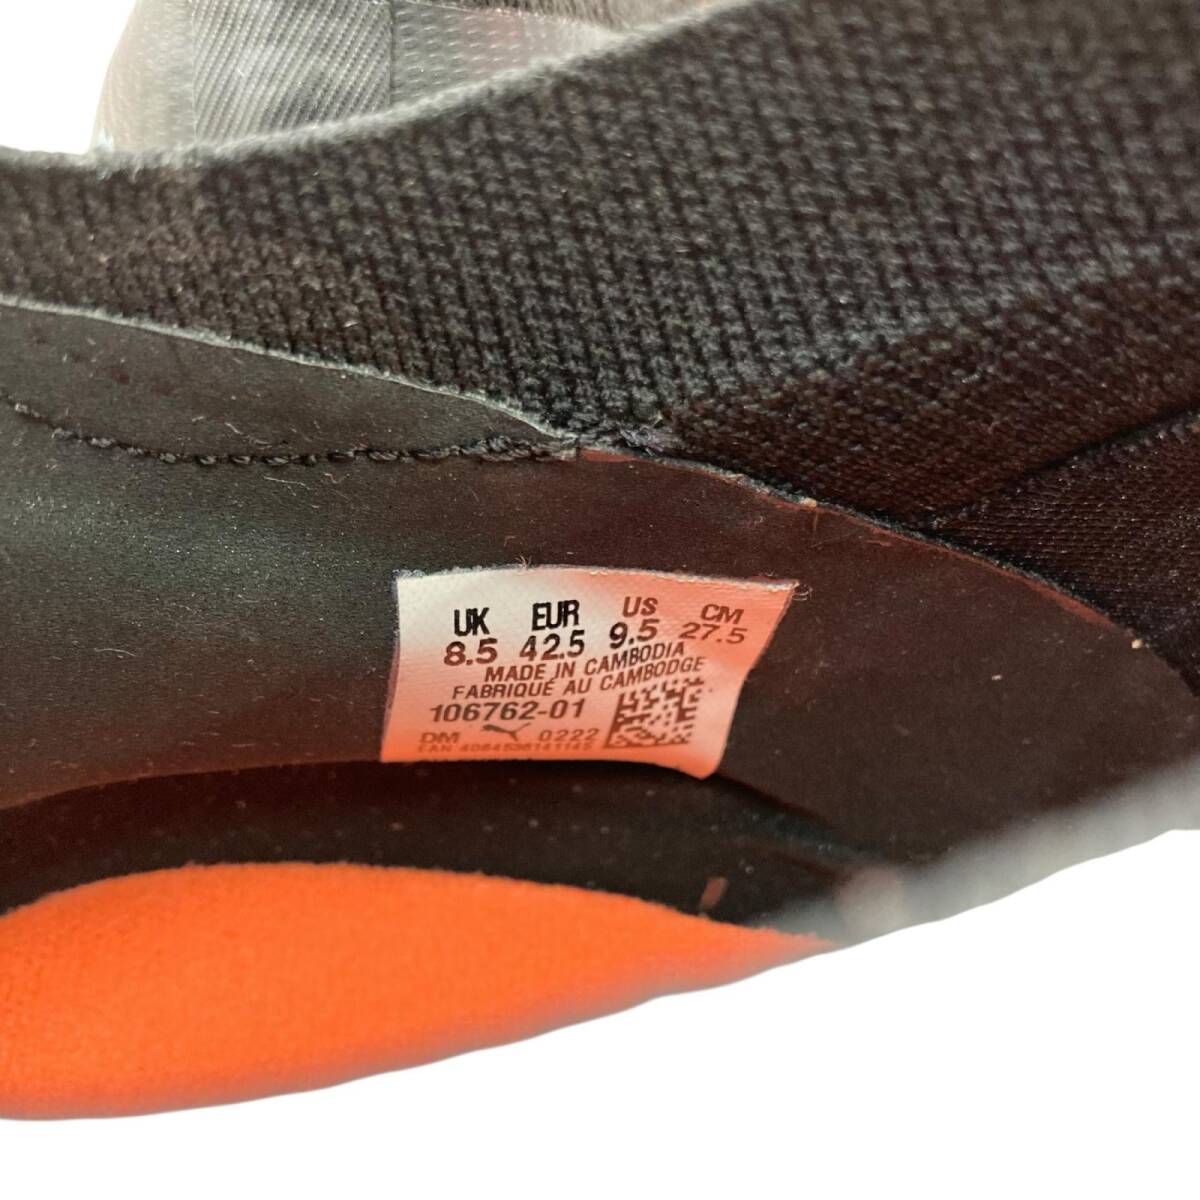 UK EUR US CM
8.5 42.5 9.5 27.5
MADE IN CAMBODIA
FABRIQUÉ AU CAMBODGE
106762-01
DM 0222
EAN: